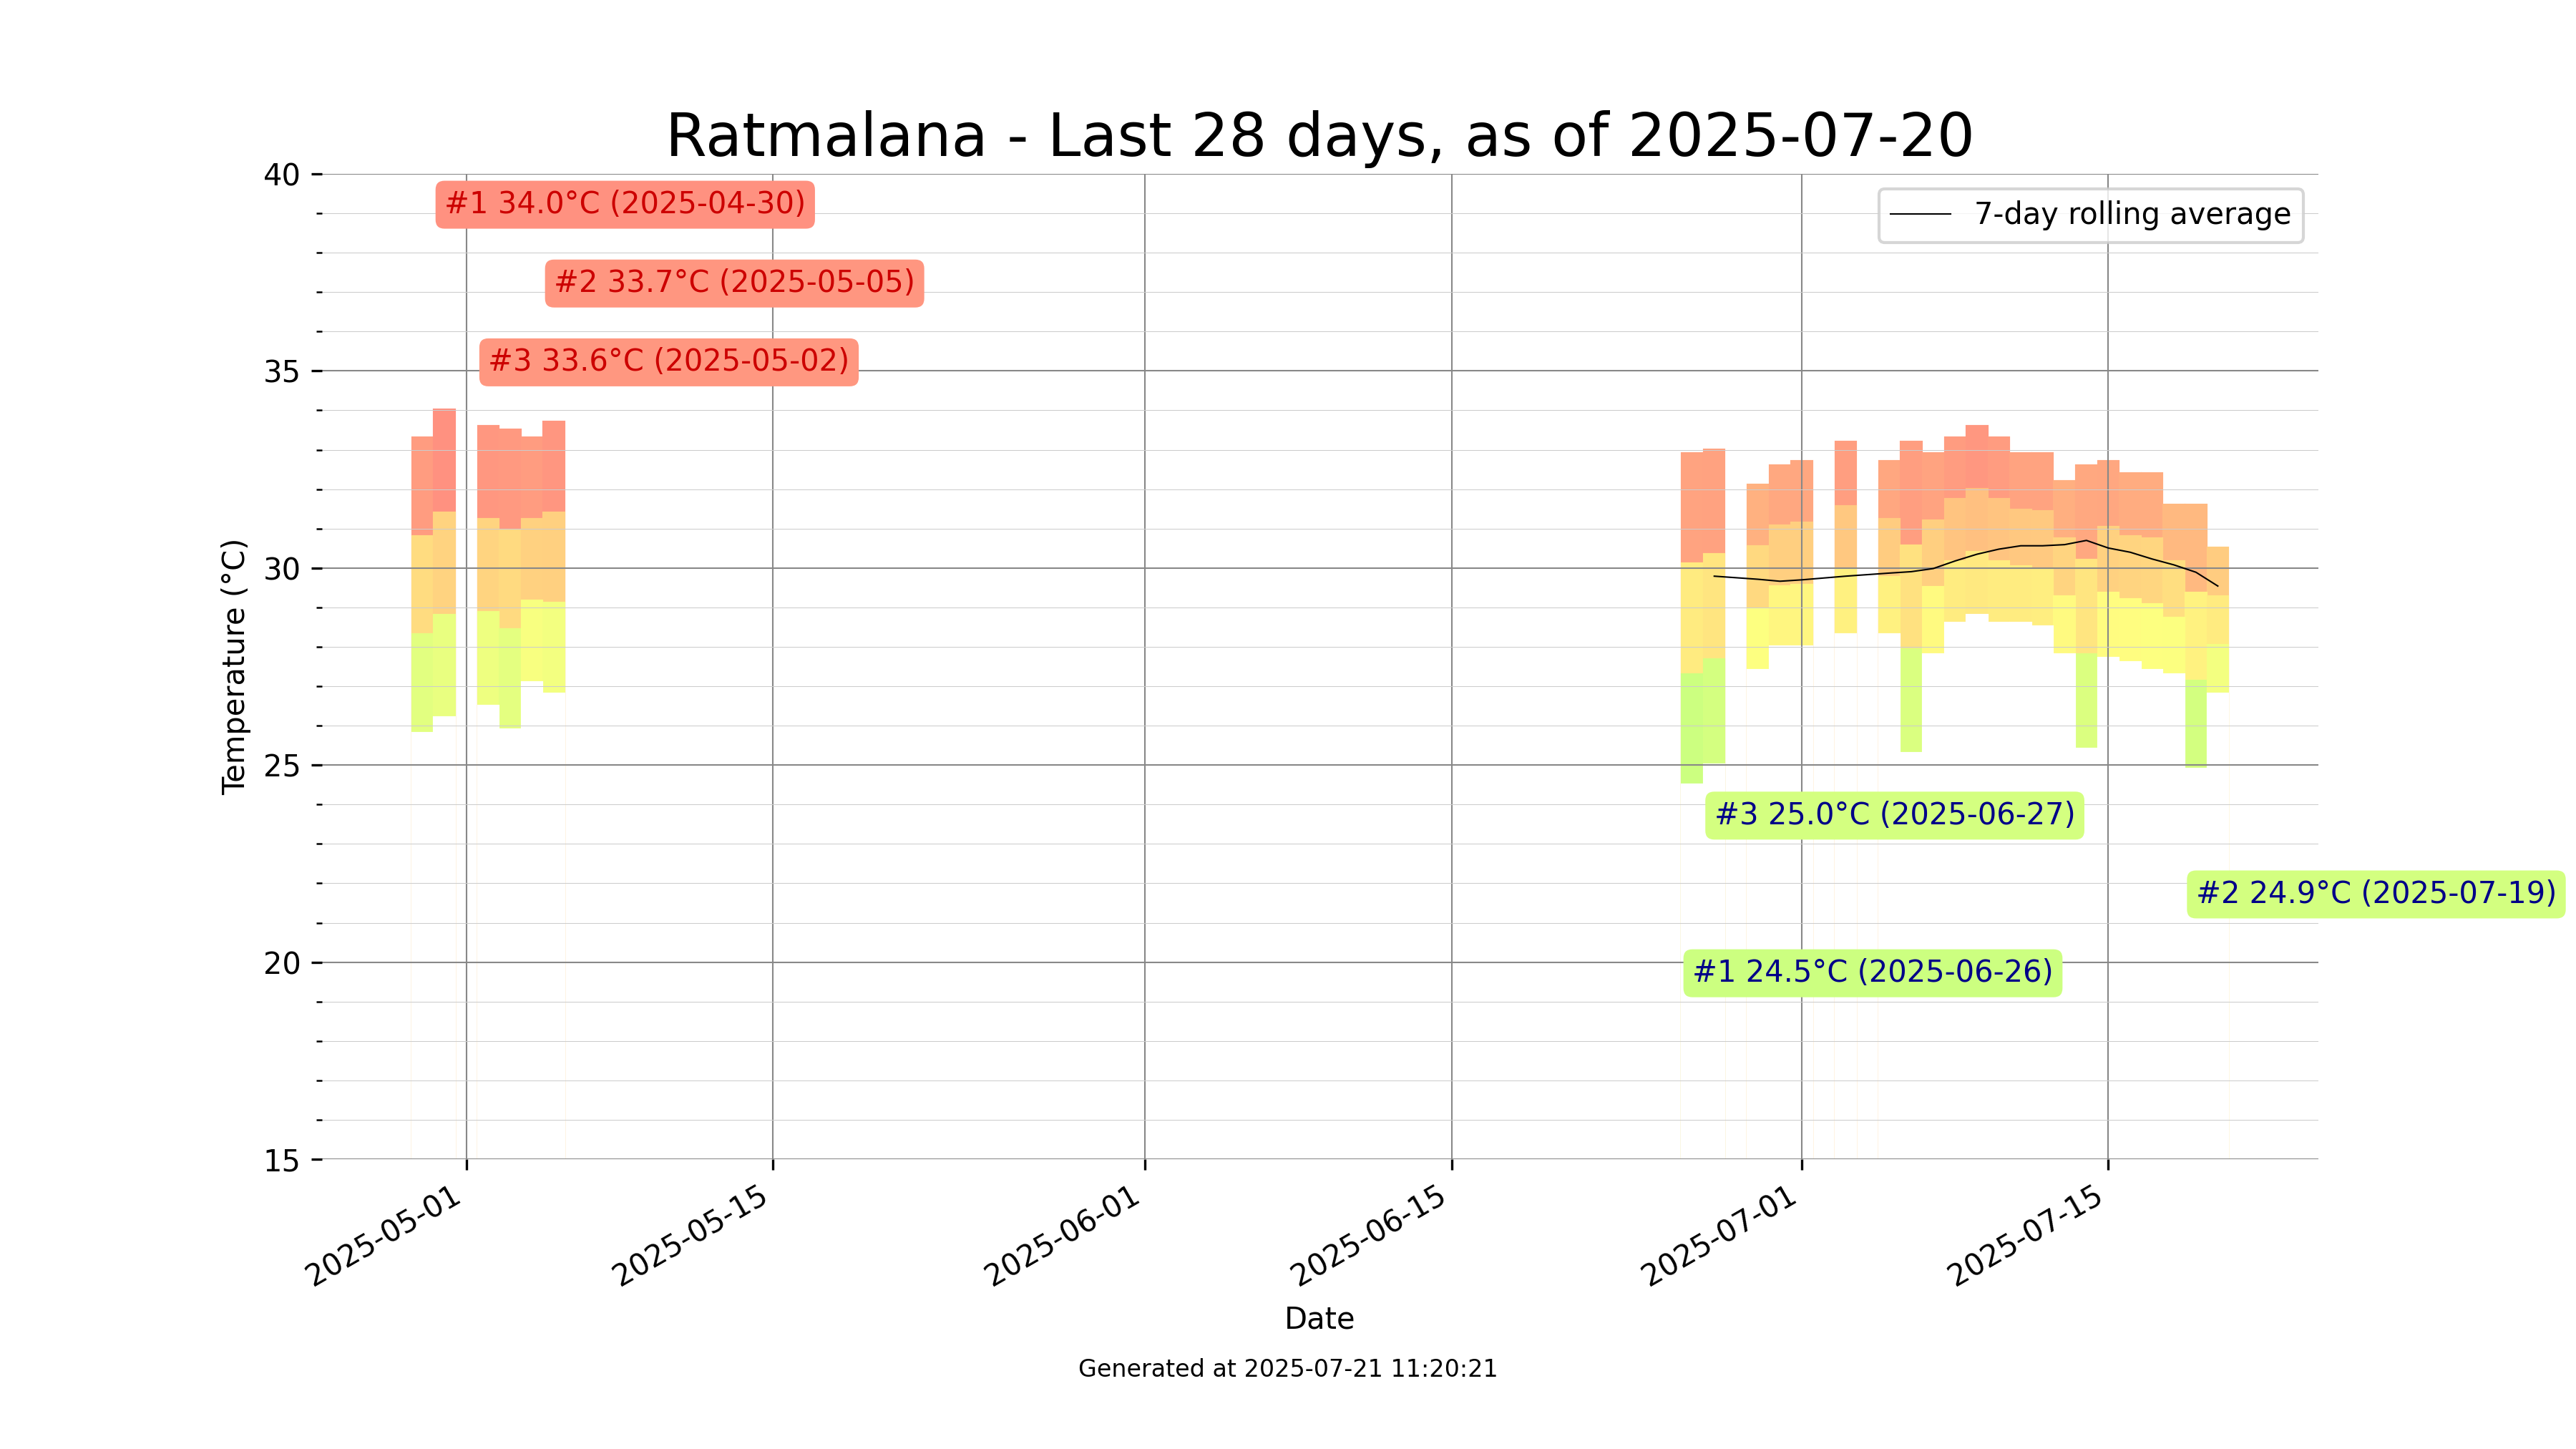 Ratmalana - Last 28 days, as of 2025-07-20
40
35
30
25
20
15
Temperature (°C)
#1 34.0°C (2025-04-30)
#2 33.7°C (2025-05-05)
#3 33.6°C (2025-05-02)
7-day rolling average
#3 25.0°C (2025-06-27)
#2 24.9°C (2025-07-19)
#1 24.5°C (2025-06-26)
2025-05-01
2025-05-15
2025-06-01
2025-06-15
2025-07-01
2025-07-15
Date
Generated at 2025-07-21 11:20:21